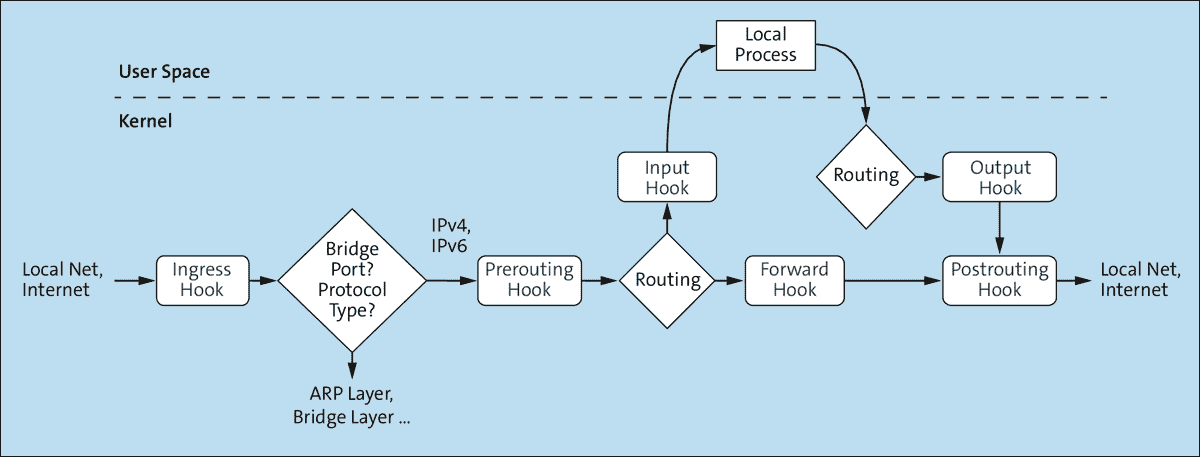 Local
Process
User Space
Kernel
Input
Hook
Routing
Output
Hook
IPv4,
IPv6
Bridge
Port?
Protocol
Type?
Local Net,
Internet
Ingress
Hook
Prerouting
Hook
Routing
Forward
Hook
Postrouting
Hook
Local Net,
Internet
ARP Layer,
Bridge Layer ...